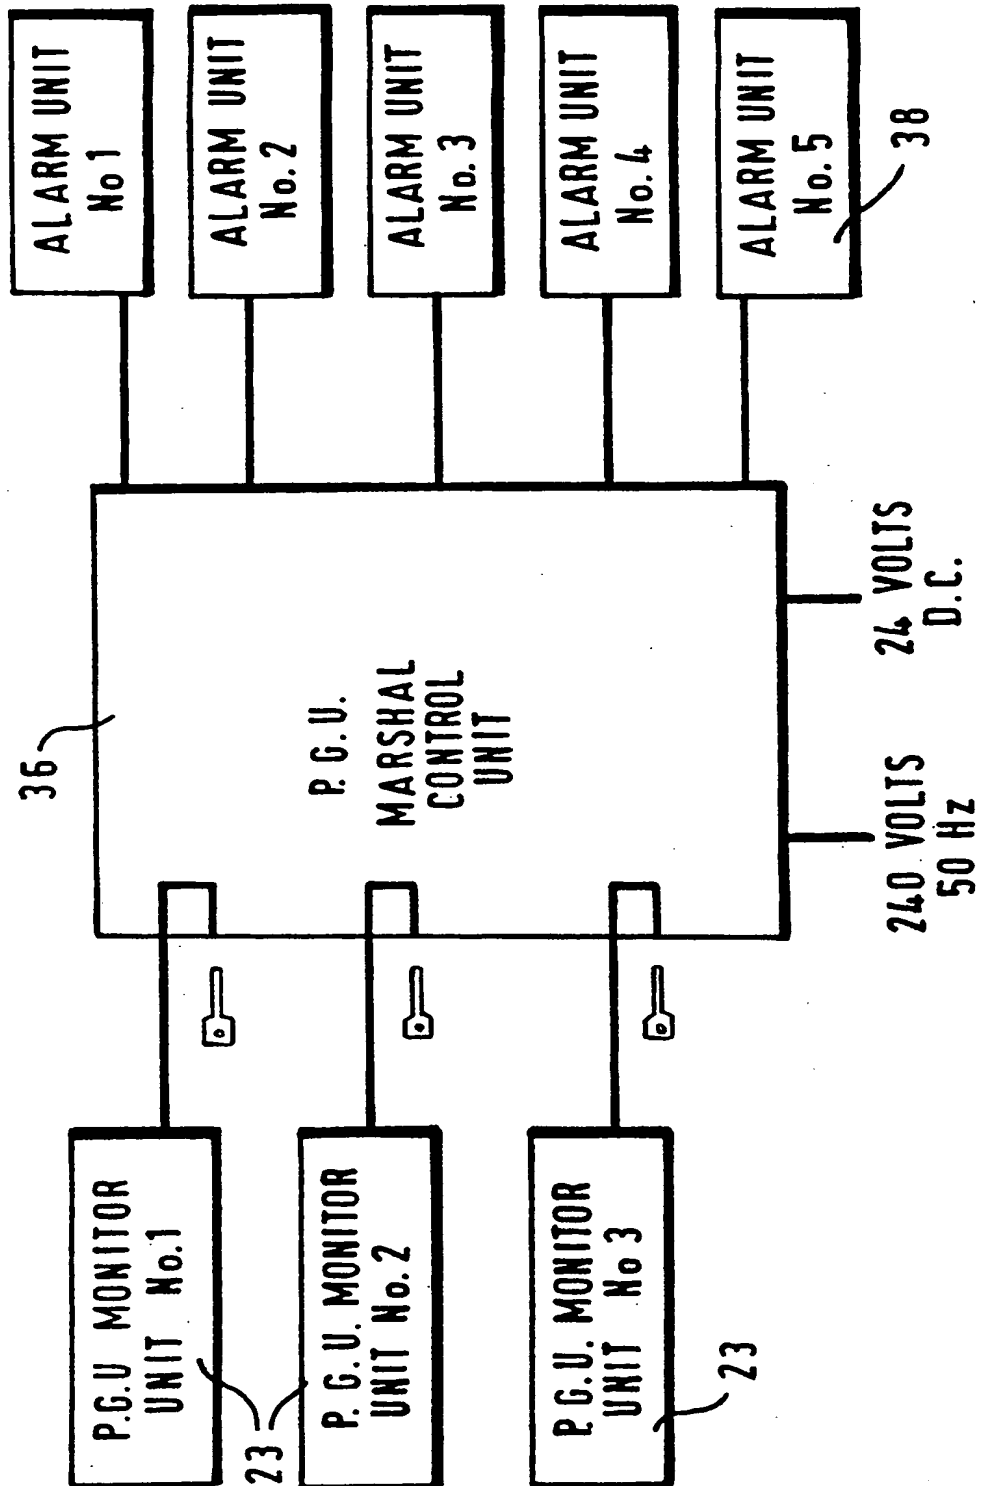 P.G.U MONITOR
UNIT No.1
23
P. G.U. MONITOR
UNIT No. 2
P. G.U. MONITOR
UNIT No 3
23
36
P. G. U.
MARSHAL
CONTROL
UNIT
240 VOLTS
50 Hz
24 VOLTS
D.C.
ALARM UNIT
No 1
ALARM UNIT
No. 2
ALARM UNIT
No. 3
ALARM UNIT
No. 4
ALARM UNIT
No. 5
38